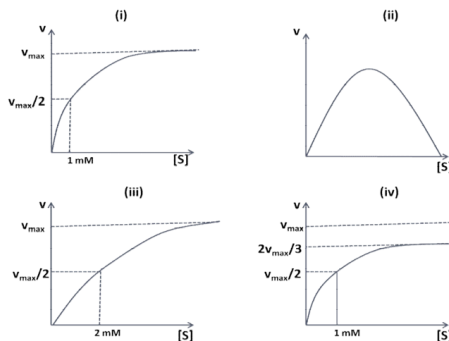 (i)
v
vmax
vmax/2
1 mM
[S]
(ii)
v
[S]
(iii)
v
vmax
vmax/2
2 mM
[S]
(iv)
v
vmax
2vmax/3
vmax/2
1 mM
[S]